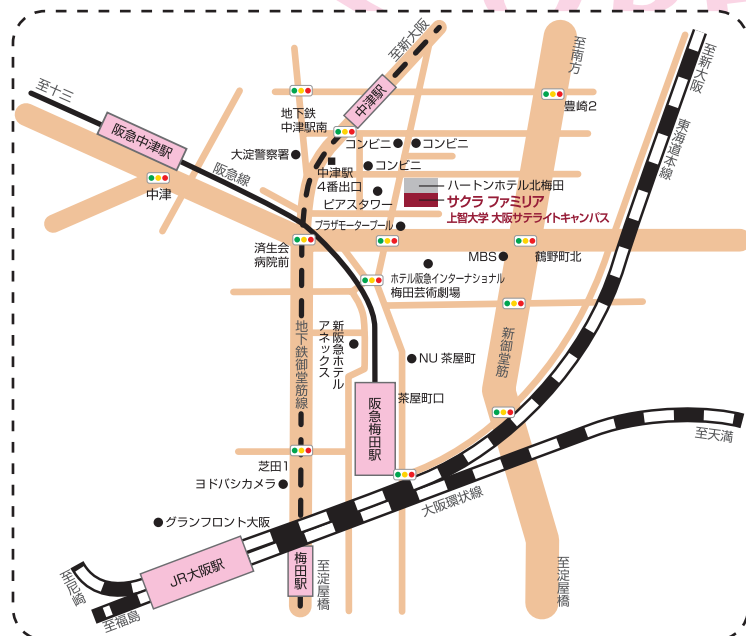 至新大阪
至十三
阪急中津駅
阪急線
中津
中津駅
地下鉄
中津駅南
大淀警察署
コンビニ
コンビニ
コンビニ
中津駅
4番出口
ピアスタワー
プラザモータープール
至南方
豊崎2
至新大阪
東海道本線
ハートンホテル北梅田
サクラ ファミリア
上智大学 大阪サテライトキャンパス
済生会
病院前
MBS
鶴野町北
ホテル阪急インターナショナル
梅田芸術劇場
地下鉄御堂筋線
新阪急ホテル
アネックス
NU 茶屋町
茶屋町口
新御堂筋
阪急梅田駅
芝田1
ヨドバシカメラ
グランフロント大阪
大阪環状線
至天満
JR大阪駅
梅田駅
至淀屋橋
至淀屋橋
至尼崎
至福島